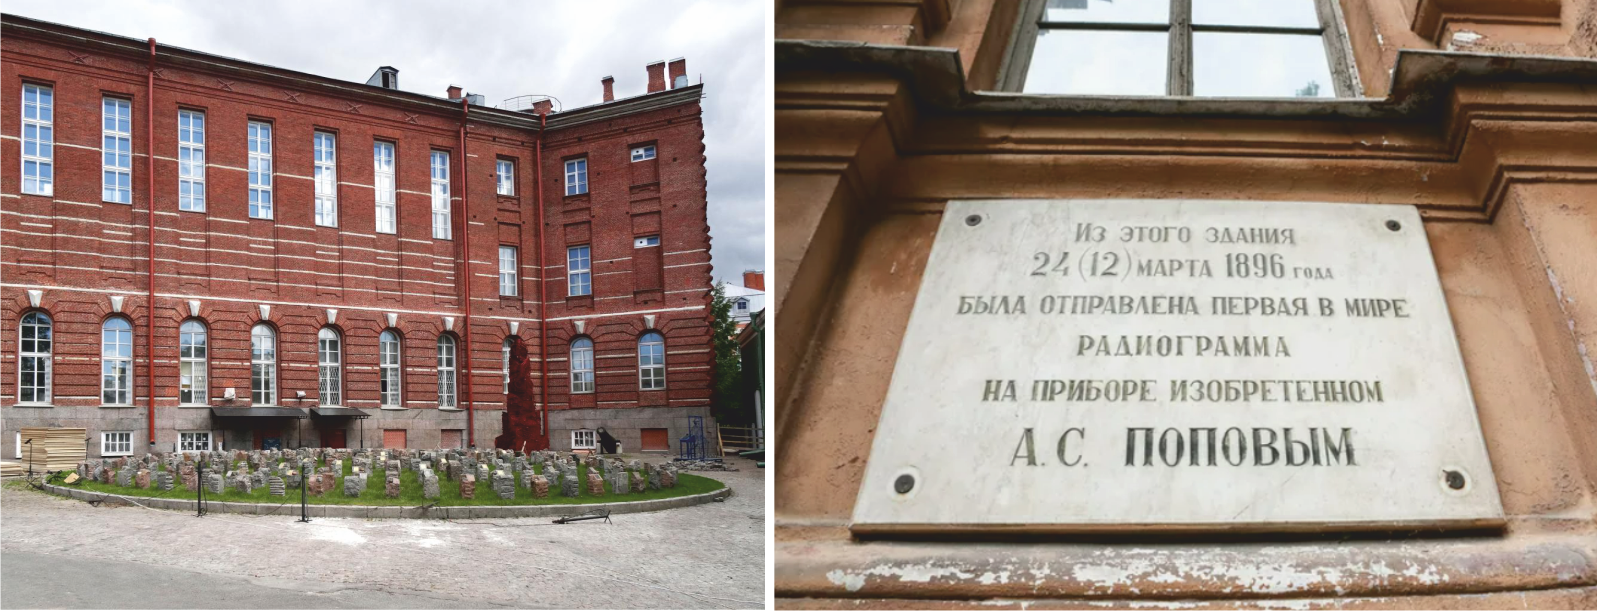 Из этого здания
24 (12) марта 1896 года
была отправлена первая в мире
радиограмма
на приборе изобретенном
А. С. ПОПОВЫМ